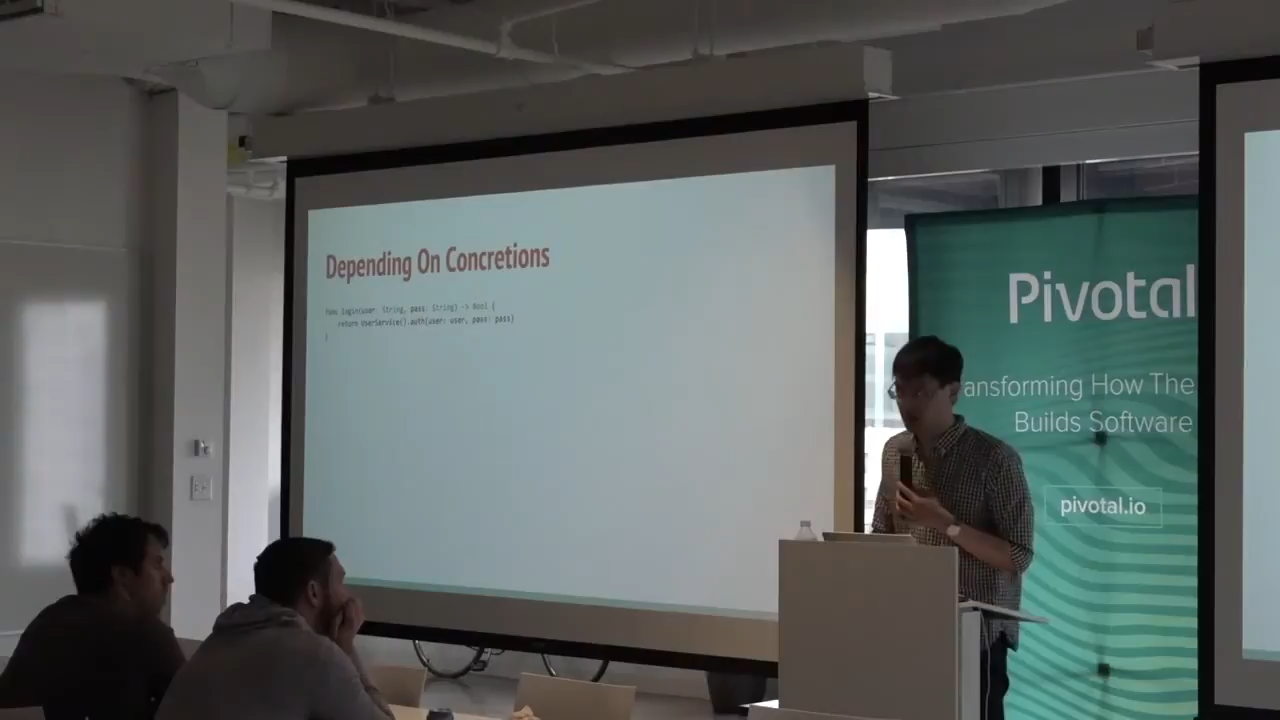 Depending On Concretions
func login(user: String, pass: String) -> Bool {
return UserService().auth(user: user, pass: pass)
}
Pivotal
ansforming How The
Builds Software
pivotal.io